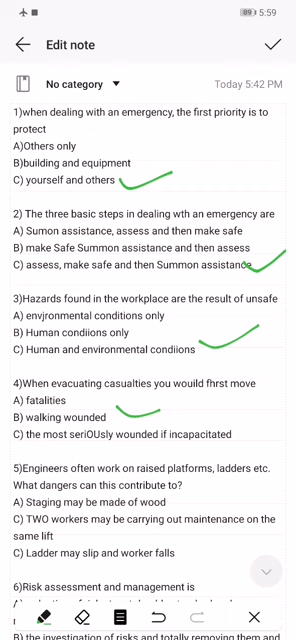 89 5:59
Edit note
No category
Today 5:42 PM
1)when dealing with an emergency, the first priority is to
protect
A)Others only
B)building and equipment
C) yourself and others
2) The three basic steps in dealing wth an emergency are
A) Sumon assistance, assess and then make safe
B) make Safe Summon assistance and then assess
C) assess, make safe and then Summon assistance
3)Hazards found in the workplace are the result of unsafe
A) envjronmental conditions only
B) Human condiions only
C) Human and environmental condiions
4)When evacuating casualties you wouild fhrst move
A) fatalities
B) walking wounded
C) the most seriOUsly wounded if incapacitated
5)Engineers often work on raised platforms, ladders etc.
What dangers can this contribute to?
A) Staging may be made of wood
C) TWO workers may be carrying out maintenance on the
same lift
C) Ladder may slip and worker falls
6)Risk assessment and management is
B) the investigation of risks and totally removing them and